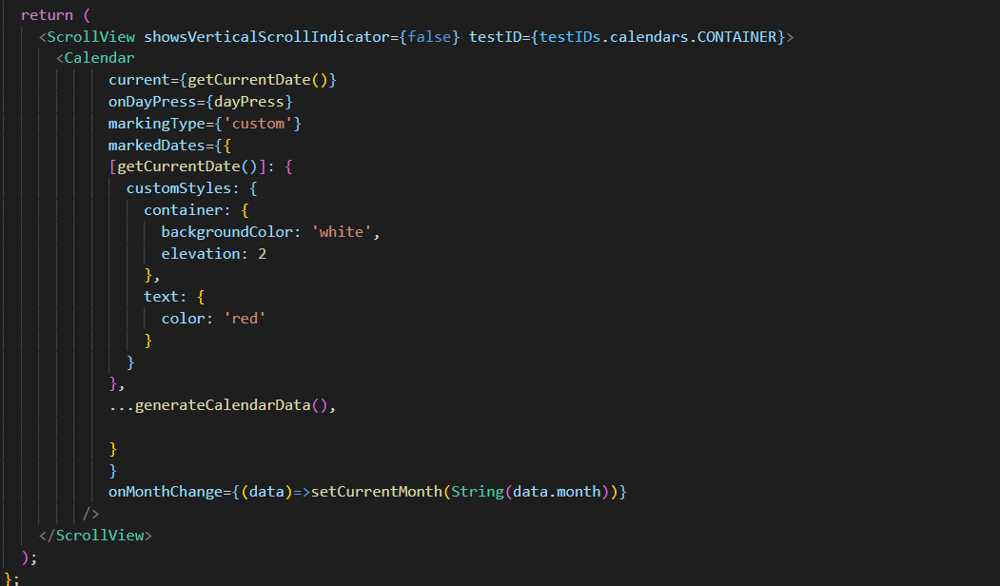 return (
<ScrollView showsVerticalScrollIndicator={false} testID={testIDs.calendars.CONTAINER}>
<Calendar
current={getCurrentDate()}
onDayPress={dayPress}
markingType={'custom'}
markedDates={{
[getCurrentDate()]: {
customStyles: {
container: {
backgroundColor: 'white',
elevation: 2
},
text: {
color: 'red'
}
}
},
...generateCalendarData(),
}
}
onMonthChange={(data)=>setCurrentMonth(String(data.month))}
/>
</ScrollView>
);
};